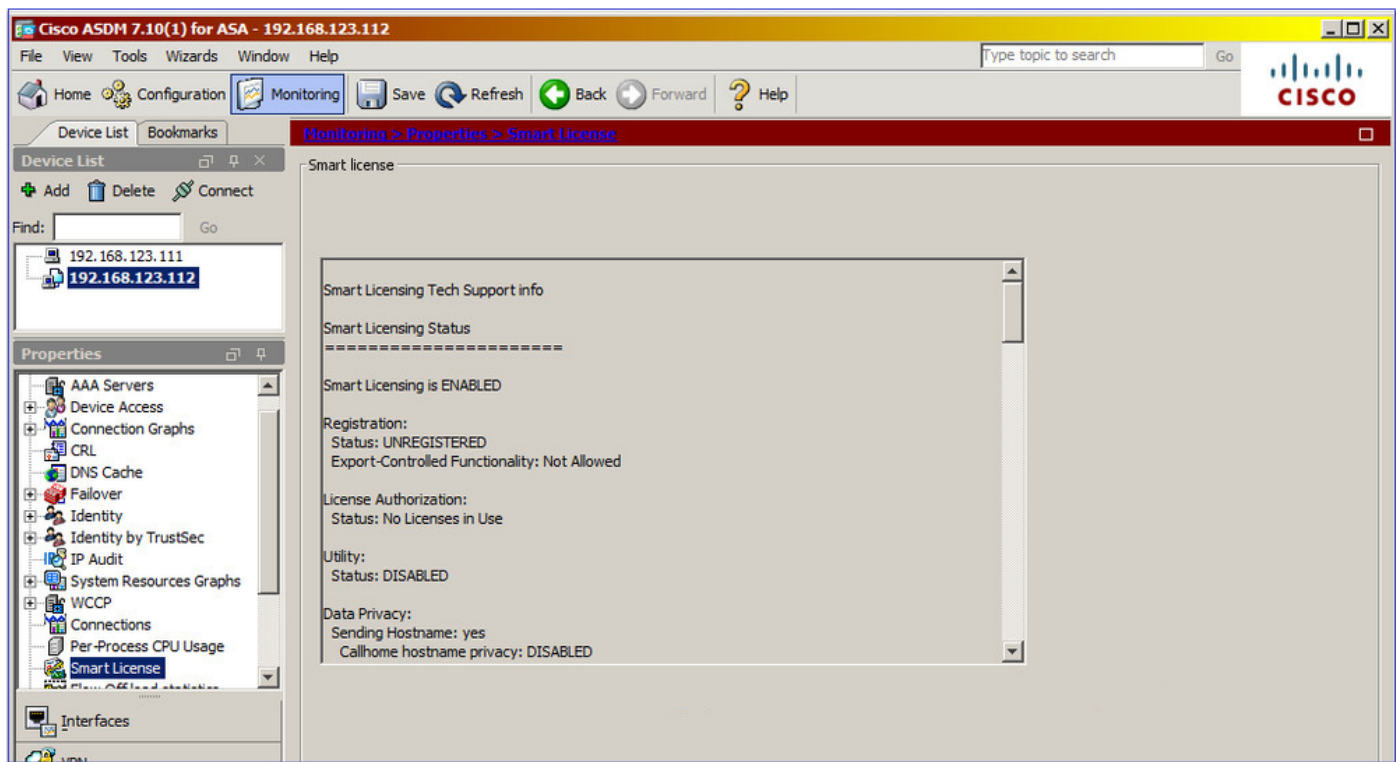 Cisco ASDM 7.10(1) for ASA - 192.168.123.112
File View Tools Wizards Window Help
Type topic to search Go
Home Configuration Monitoring Save Refresh Back Forward Help
CISCO
Device List Bookmarks
Monitoring > Properties > Smart License
Device List
Add Delete Connect
Find: Go
192.168.123.111
192.168.123.112
Properties
AAA Servers
Device Access
Connection Graphs
CRL
DNS Cache
Failover
Identity
Identity by TrustSec
IP Audit
System Resources Graphs
WCCP
Connections
Per-Process CPU Usage
Smart License
Flow Offload statistics
Interfaces
VPN
Smart license
Smart Licensing Tech Support info
Smart Licensing Status
======================
Smart Licensing is ENABLED
Registration:
Status: UNREGISTERED
Export-Controlled Functionality: Not Allowed
License Authorization:
Status: No Licenses in Use
Utility:
Status: DISABLED
Data Privacy:
Sending Hostname: yes
Callhome hostname privacy: DISABLED